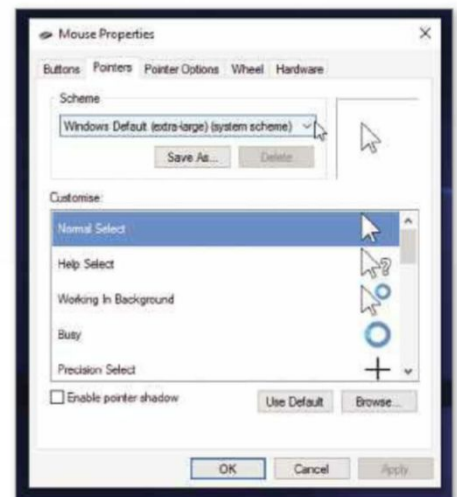 Mouse Properties
Buttons Pointers Pointer Options Wheel Hardware
Scheme
Windows Default (extra-large) (system scheme)
Save As... Delete
Customise:
Normal Select
Help Select
Working In Background
Busy
Precision Select
Enable pointer shadow Use Default Browse...
OK Cancel Apply